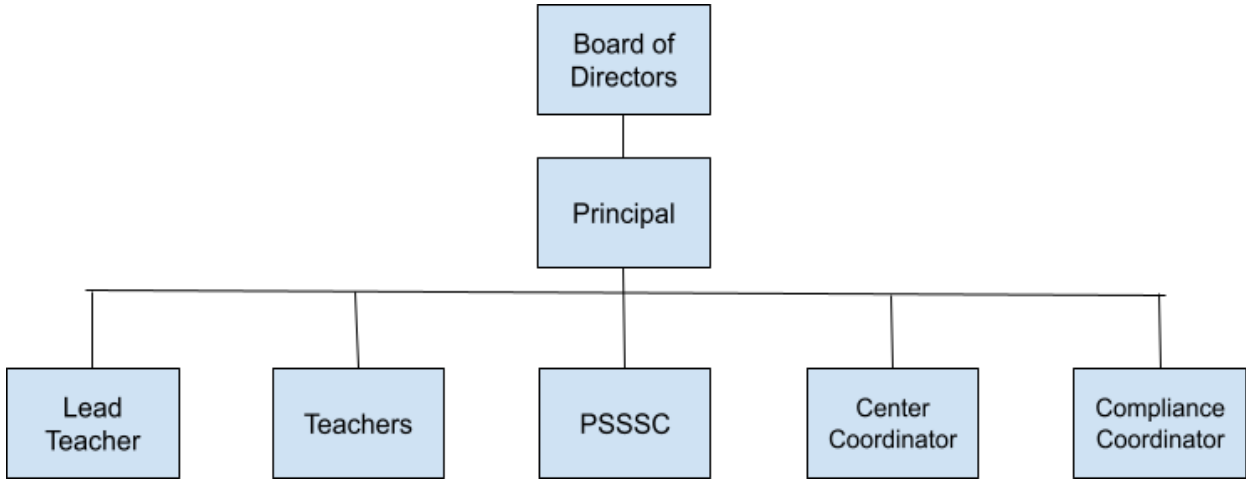 Board of
Directors
Principal
Lead
Teacher
Teachers
PSSSC
Center
Coordinator
Compliance
Coordinator